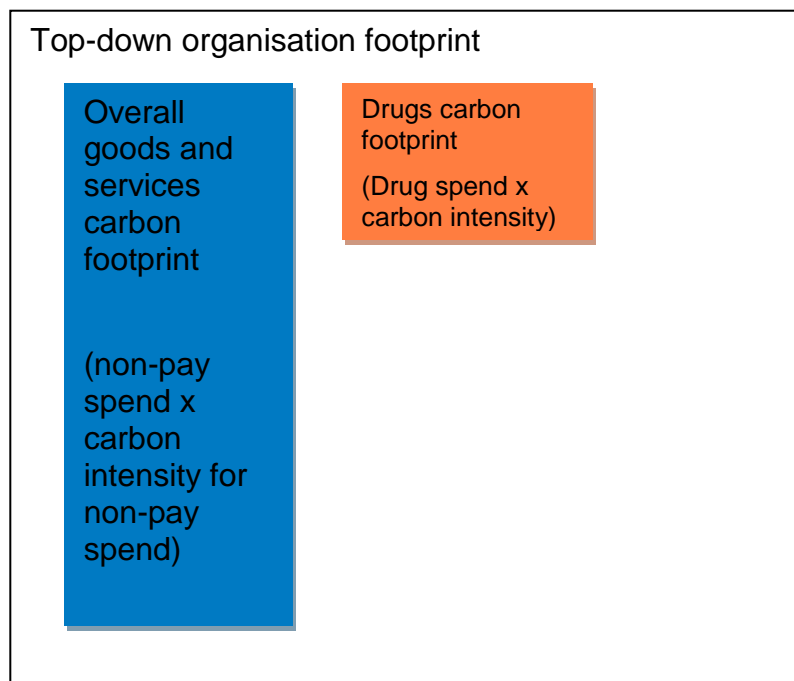 Top-down organisation footprint
Overall
goods and
services
carbon
footprint
(non-pay
spend x
carbon
intensity for
non-pay
spend)
Drugs carbon
footprint
(Drug spend x
carbon intensity)